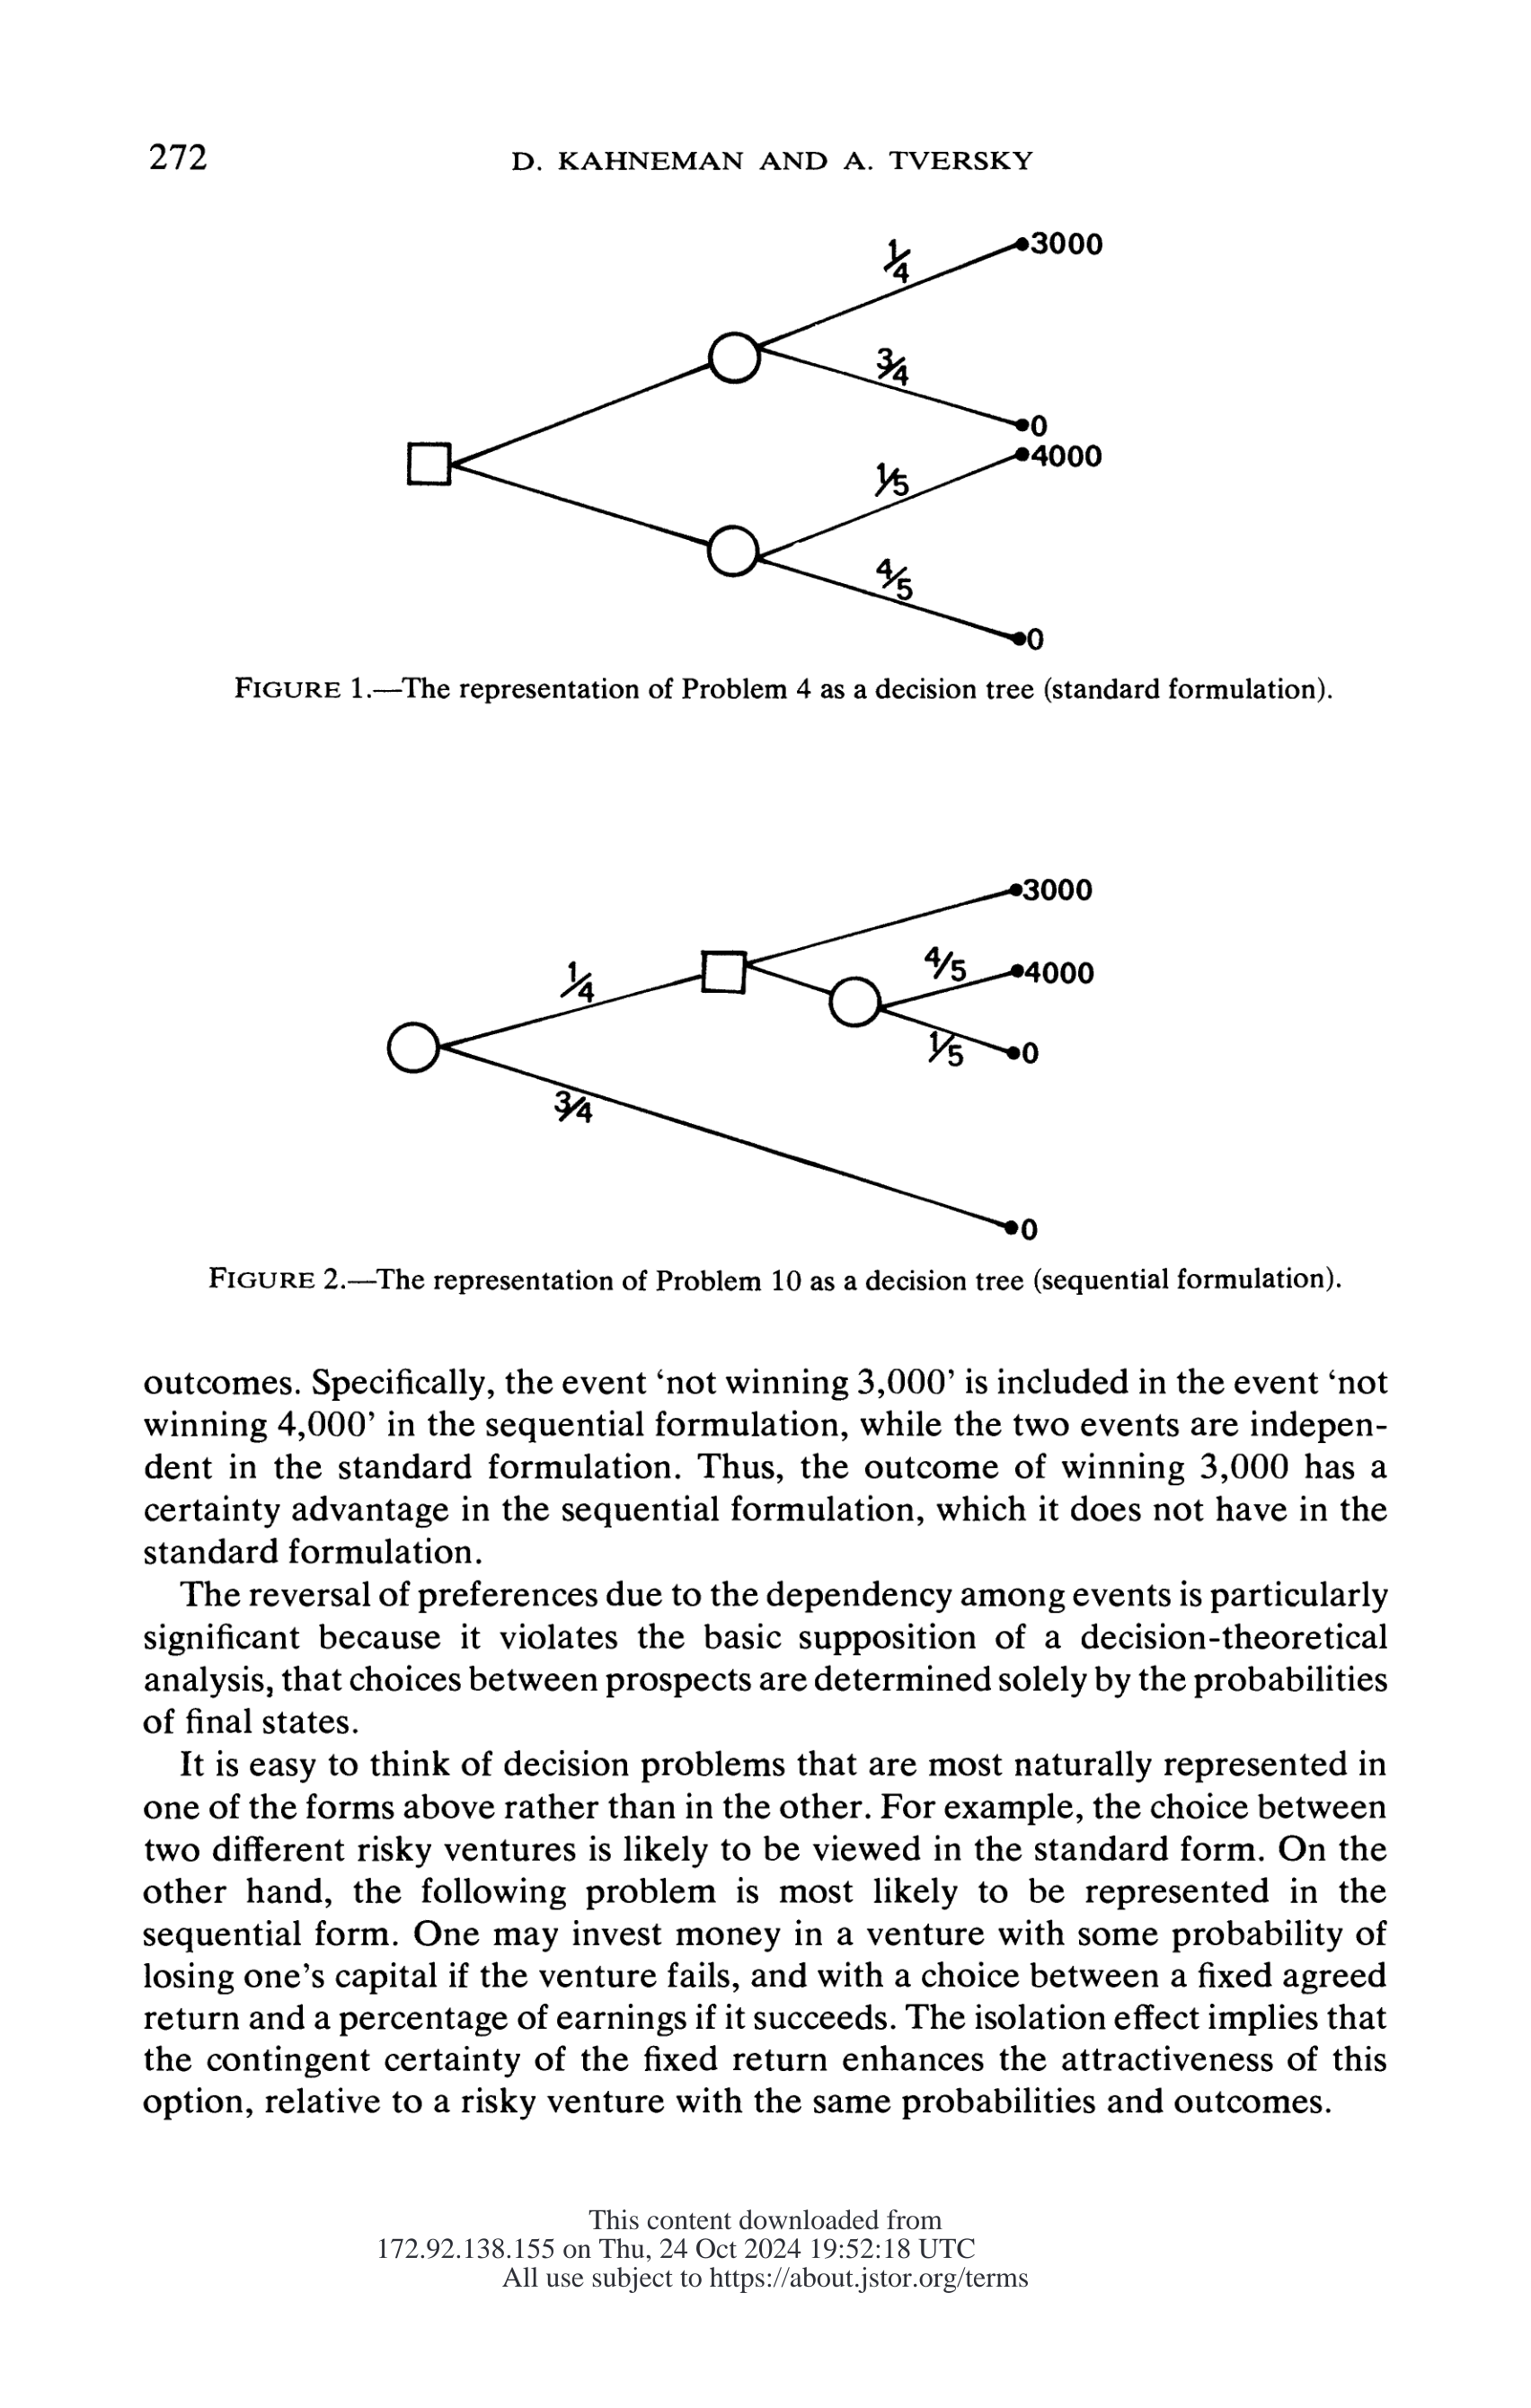 272
D. KAHNEMAN AND A. TVERSKY
1/4
3000
3/4
0
4000
1/5
4/5
0
FIGURE 1.—The representation of Problem 4 as a decision tree (standard formulation).
3000
4/5
4000
1/4
1/5
0
3/4
0
FIGURE 2.—The representation of Problem 10 as a decision tree (sequential formulation).
outcomes. Specifically, the event ‘not winning 3,000’ is included in the event ‘not
winning 4,000’ in the sequential formulation, while the two events are indepen-
dent in the standard formulation. Thus, the outcome of winning 3,000 has a
certainty advantage in the sequential formulation, which it does not have in the
standard formulation.
The reversal of preferences due to the dependency among events is particularly
significant because it violates the basic supposition of a decision-theoretical
analysis, that choices between prospects are determined solely by the probabilities
of final states.
It is easy to think of decision problems that are most naturally represented in
one of the forms above rather than in the other. For example, the choice between
two different risky ventures is likely to be viewed in the standard form. On the
other hand, the following problem is most likely to be represented in the
sequential form. One may invest money in a venture with some probability of
losing one’s capital if the venture fails, and with a choice between a fixed agreed
return and a percentage of earnings if it succeeds. The isolation effect implies that
the contingent certainty of the fixed return enhances the attractiveness of this
option, relative to a risky venture with the same probabilities and outcomes.
This content downloaded from
172.92.138.155 on Thu, 24 Oct 2024 19:52:18 UTC
All use subject to https://about.jstor.org/terms